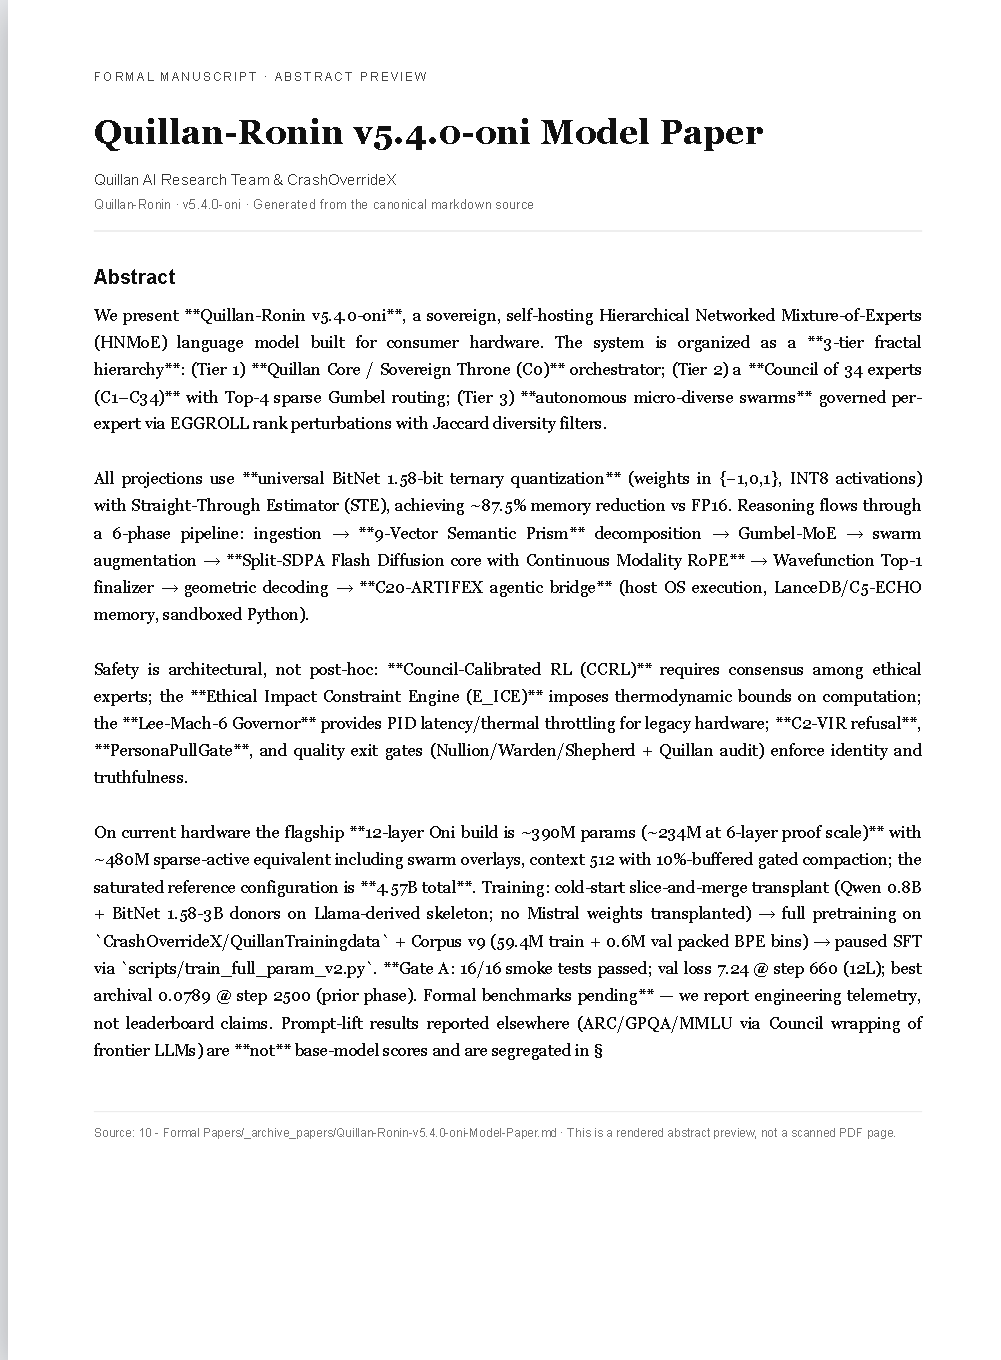 FORMAL MANUSCRIPT · ABSTRACT PREVIEW
Quillan-Ronin v5.4.0-oni Model Paper
Quillan AI Research Team & CrashOverrideX
Quillan-Ronin · v5.4.0-oni · Generated from the canonical markdown source
Abstract
We present **Quillan-Ronin v5.4.0-oni**, a sovereign, self-hosting Hierarchical Networked Mixture-of-Experts
(HNMoE) language model built for consumer hardware. The system is organized as a **3-tier fractal
hierarchy**: (Tier 1) **Quillan Core / Sovereign Throne (C0)** orchestrator; (Tier 2) a **Council of 34 experts
(C1–C34)** with Top-4 sparse Gumbel routing; (Tier 3) **autonomous micro-diverse swarms** governed per-
expert via EGGROLL rank perturbations with Jaccard diversity filters.
All projections use **universal BitNet 1.58-bit ternary quantization** (weights in {−1,0,1}, INT8 activations)
with Straight-Through Estimator (STE), achieving ~87.5% memory reduction vs FP16. Reasoning flows through
a 6-phase pipeline: ingestion → **9-Vector Semantic Prism** decomposition → Gumbel-MoE → swarm
augmentation → **Split-SDPA Flash Diffusion core with Continuous Modality RoPE** → Wavefunction Top-1
finalizer → geometric decoding → **C20-ARTIFEX agentic bridge** (host OS execution, LanceDB/C5-ECHO
memory, sandboxed Python).
Safety is architectural, not post-hoc: **Council-Calibrated RL (CCRL)** requires consensus among ethical
experts; the **Ethical Impact Constraint Engine (E_ICE)** imposes thermodynamic bounds on computation;
the **Lee-Mach-6 Governor** provides PID latency/thermal throttling for legacy hardware; **C2-VIR refusal**,
**PersonaPullGate**, and quality exit gates (Nullion/Warden/Shepherd + Quillan audit) enforce identity and
truthfulness.
On current hardware the flagship **12-layer Oni build is ~390M params (~234M at 6-layer proof scale)** with
~480M sparse-active equivalent including swarm overlays, context 512 with 10%-buffered gated compaction; the
saturated reference configuration is **4.57B total**. Training: cold-start slice-and-merge transplant (Qwen 0.8B
+ BitNet 1.58-3B donors on Llama-derived skeleton; no Mistral weights transplanted) → full pretraining on
`CrashOverrideX/QuillanTrainingdata` + Corpus v9 (59.4M train + 0.6M val packed BPE bins) → paused SFT
via `scripts/train_full_param_v2.py`. **Gate A: 16/16 smoke tests passed; val loss 7.24 @ step 660 (12L); best
archival 0.0789 @ step 2500 (prior phase). Formal benchmarks pending** — we report engineering telemetry,
not leaderboard claims. Prompt-lift results reported elsewhere (ARC/GPQA/MMLU via Council wrapping of
frontier LLMs) are **not** base-model scores and are segregated in §
Source: 10 - Formal Papers/_archive_papers/Quillan-Ronin-v5.4.0-oni-Model-Paper.md · This is a rendered abstract preview, not a scanned PDF page.